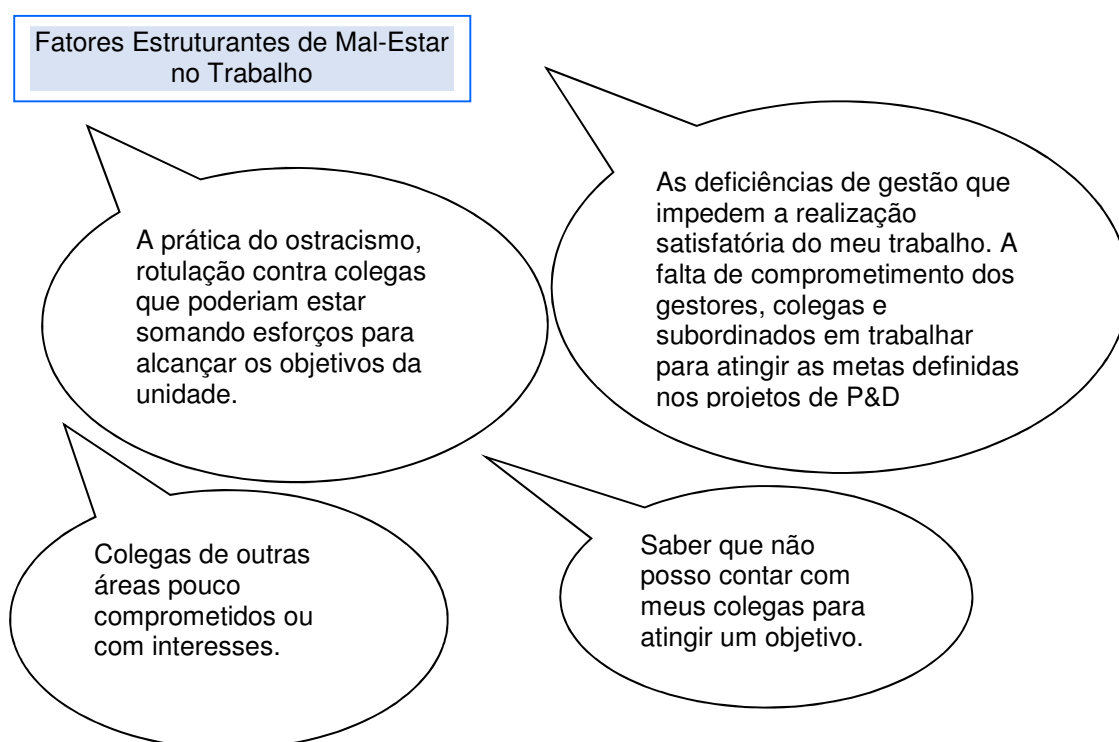 Fatores Estruturantes de Mal-Estar
no Trabalho
A prática do ostracismo,
rotulação contra colegas
que poderiam estar
somando esforços para
alcançar os objetivos da
unidade.
As deficiências de gestão que
impedem a realização
satisfatória do meu trabalho. A
falta de comprometimento dos
gestores, colegas e
subordinados em trabalhar
para atingir as metas definidas
nos projetos de P&D
Colegas de outras
áreas pouco
comprometidos ou
com interesses.
Saber que não
posso contar com
meus colegas para
atingir um objetivo.